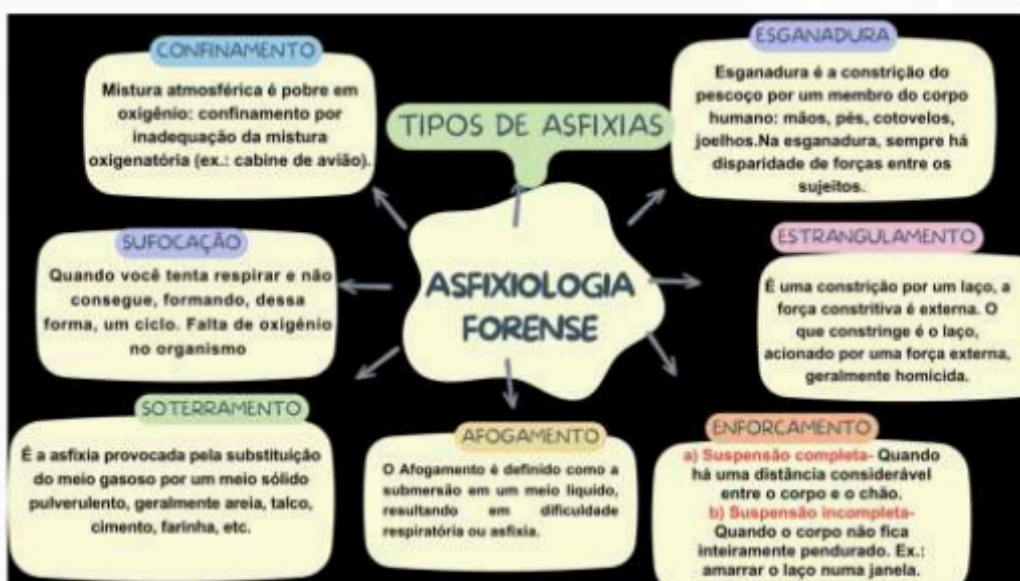 CONFINAMENTO
Mistura atmosférica é pobre em
oxigênio: confinamento por
inadequação da mistura
oxigenatória (ex.: cabine de avião).
TIPOS DE ASFIXIAS
ESGANADURA
Esganadura é a constrição do
pescoço por um membro do corpo
humano: mãos, pés, cotovelos,
joelhos.Na esganadura, sempre há
disparidade de forças entre os
sujeitos.
SUFOCAÇÃO
Quando você tenta respirar e não
consegue, formando, dessa
forma, um ciclo. Falta de oxigênio
no organismo
ASFIXIOLOGIA
FORENSE
ESTRANGULAMENTO
É uma constrição por um laço, a
força constritiva é externa. O
que constringe é o laço,
acionado por uma força externa,
geralmente homicida.
SOTERRAMENTO
É a asfixia provocada pela substituição
do meio gasoso por um meio sólido
pulverulento, geralmente areia, talco,
cimento, farinha, etc.
AFOGAMENTO
O Afogamento é definido como a
submersão em um meio líquido,
resultando em dificuldade
respiratória ou asfixia.
ENFORCAMENTO
a) Suspensão completa- Quando
há uma distância considerável
entre o corpo e o chão.
b) Suspensão incompleta-
Quando o corpo não fica
inteiramente pendurado. Ex.:
amarrar o laço numa janela.